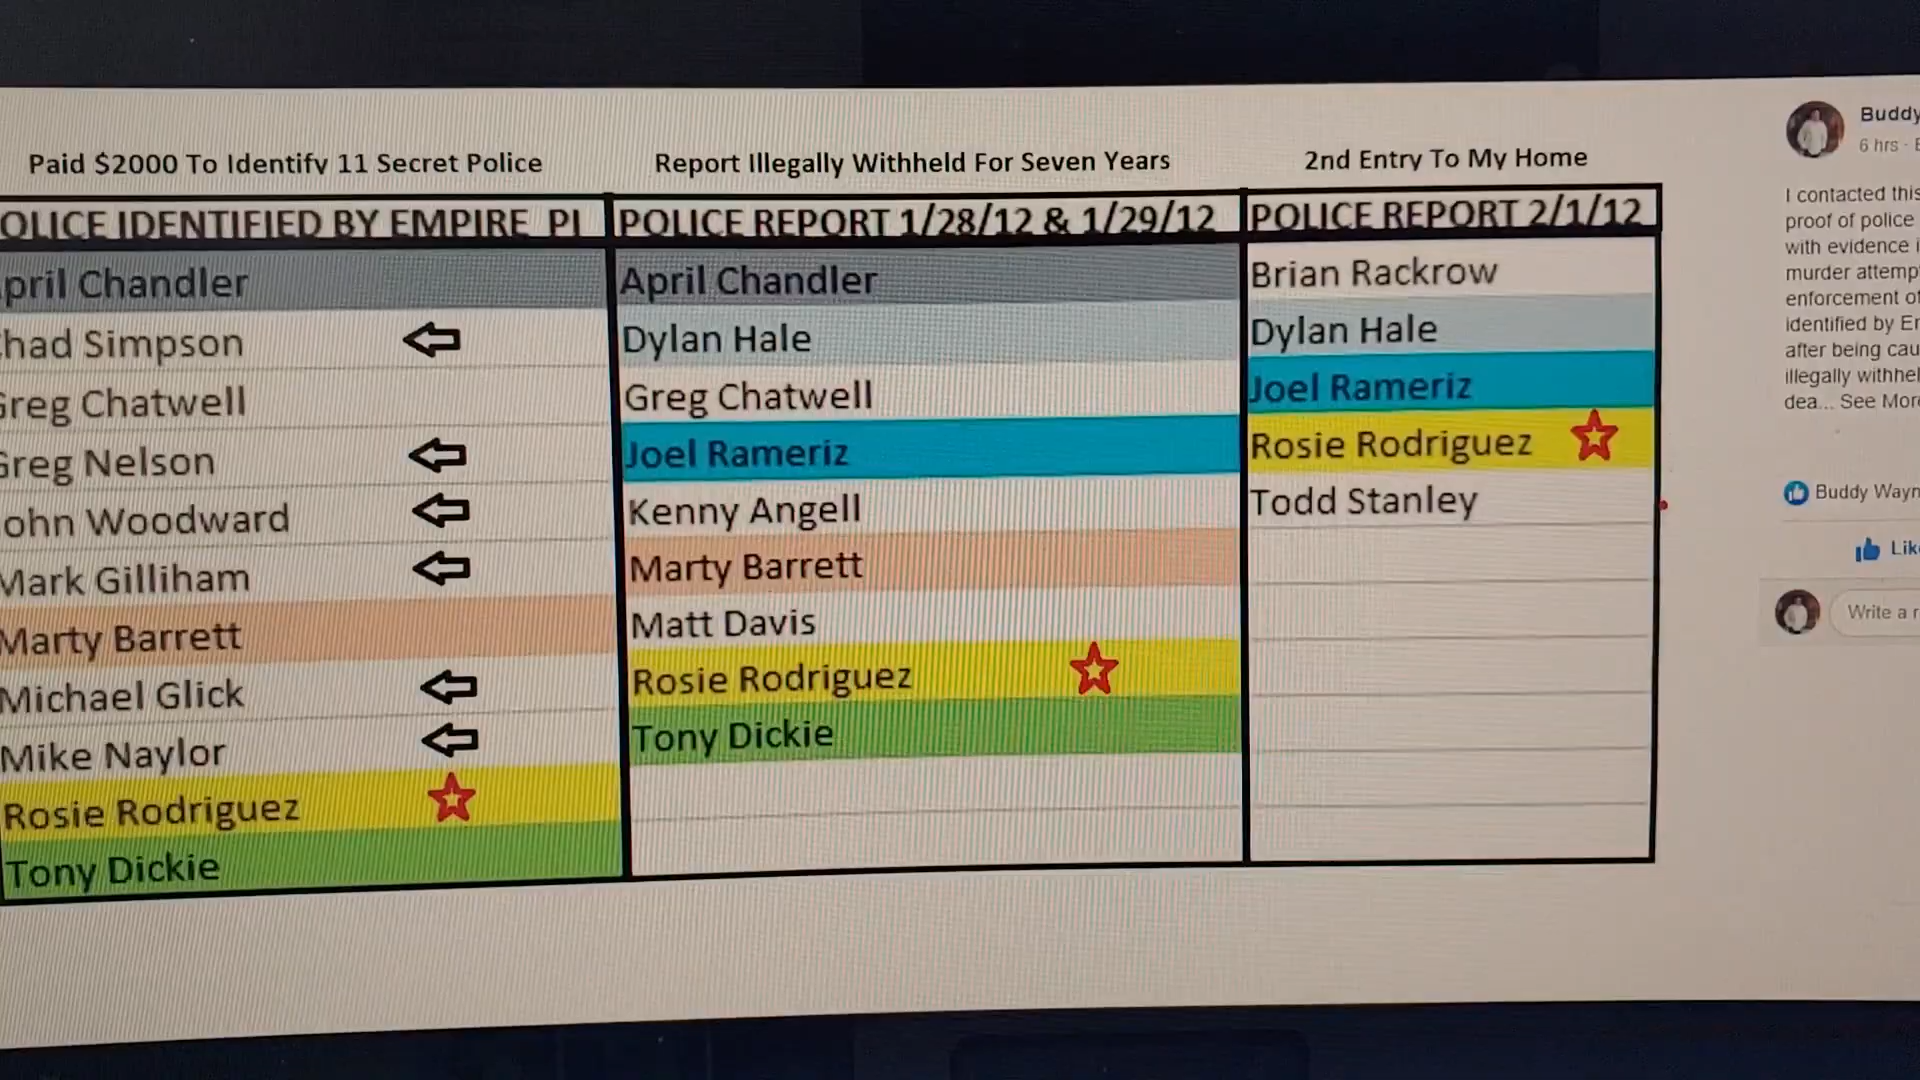 Paid $2000 To Identify 11 Secret Police
Report Illegally Withheld For Seven Years
2nd Entry To My Home
OLICE IDENTIFIED BY EMPIRE PI
POLICE REPORT 1/28/12 & 1/29/12
POLICE REPORT 2/1/12
pril Chandler
had Simpson
Greg Chatwell
Greg Nelson
ohn Woodward
Mark Gilliham
Marty Barrett
Michael Glick
Mike Naylor
Rosie Rodriguez
Tony Dickie
April Chandler
Dylan Hale
Greg Chatwell
Joel Rameriz
Kenny Angell
Marty Barrett
Matt Davis
Rosie Rodriguez
Tony Dickie
Brian Rackrow
Dylan Hale
Joel Rameriz
Rosie Rodriguez
Todd Stanley
Buddy
6 hrs ·
I contacted this
proof of police
with evidence i
murder attemp
enforcement of
identified by Er
after being cau
illegally withhel
dea... See More
Buddy Wayn
Like
Write a r